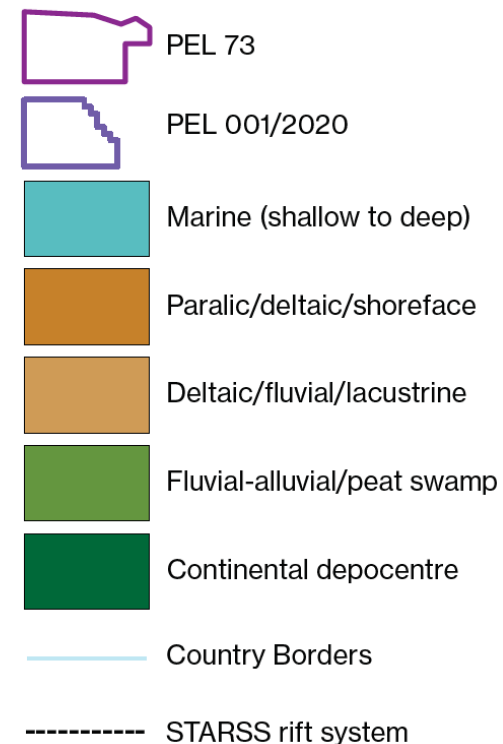 PEL 73
PEL 001/2020
Marine (shallow to deep)
Paralic/deltaic/shoreface
Deltaic/fluvial/lacustrine
Fluvial-alluvial/peat swamp
Continental depocentre
Country Borders
STARSS rift system